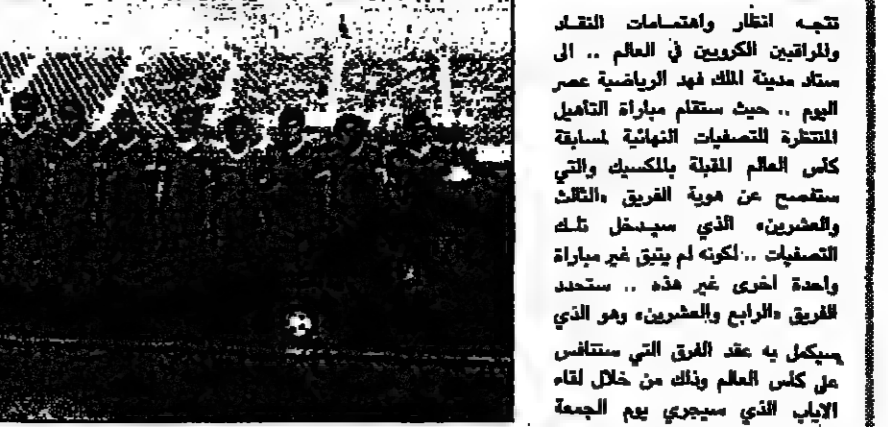 تتجه انظار واهتمامات النقاد
والمراقبين الكرويين في العالم .. الى
ستاد مدينة الملك فهد الرياضية عصر
اليوم .. حيث ستقام مباراة التأهيل
المنتظرة للتصفيات النهائية لمسابقة
كأس العالم المقبلة بالمكسيك والتي
ستفصح عن هوية الفريق «الثالث
والعشرين» الذي سيدخل تلك
التصفيات .. لكونه لم يتبق غير مباراة
واحدة اخرى غير هذه .. ستحدد
الفريق «الرابع والعشرين» وهو الذي
سيكمل به عقد الفرق التي ستتنافس
على كأس العالم وذلك من خلال لقاء
الإياب الذي سيجري يوم الجمعة